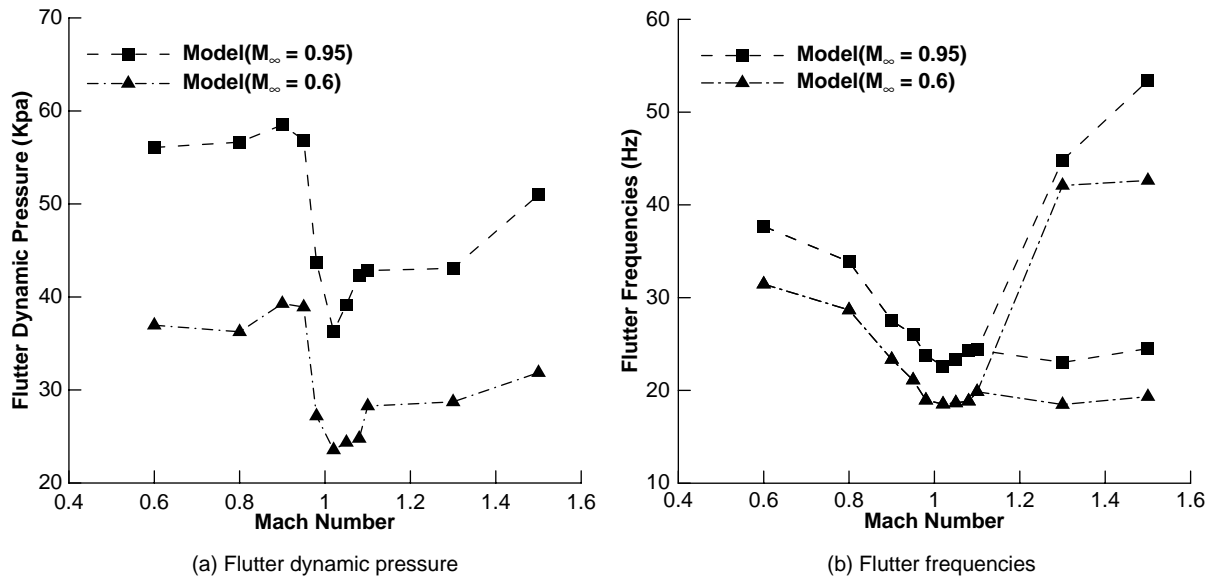 70
60
50
40
30
20
0.4
0.6
0.8
1
1.2
1.4
1.6
Flutter Dynamic Pressure (Kpa)
Mach Number
Model(M∞ = 0.95)
Model(M∞ = 0.6)
(a) Flutter dynamic pressure
60
50
40
30
20
10
0.4
0.6
0.8
1
1.2
1.4
1.6
Flutter Frequencies (Hz)
Mach Number
Model(M∞ = 0.95)
Model(M∞ = 0.6)
(b) Flutter frequencies